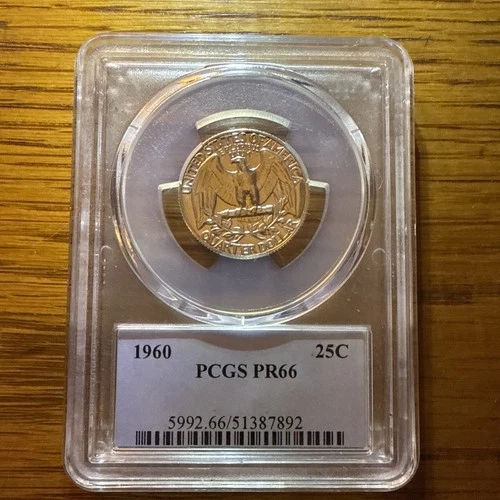 UNITED STATES OF AMERICA
QUARTER DOLLAR
1960 25C
PCGS PR66
5992.66/51387892